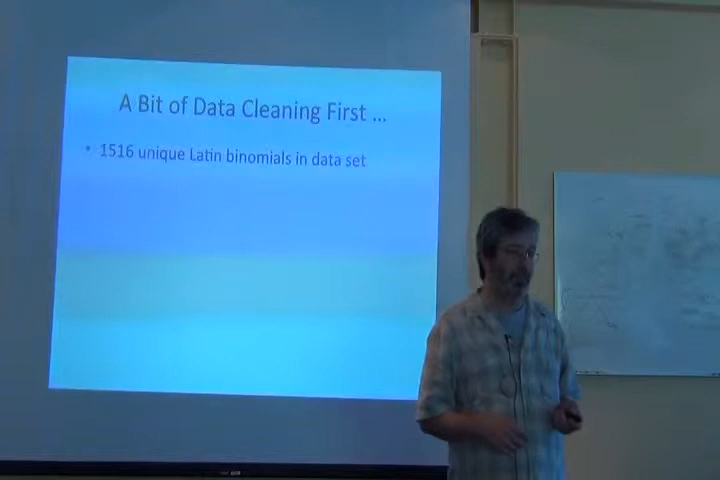 A Bit of Data Cleaning First ...
• 1516 unique Latin binomials in data set